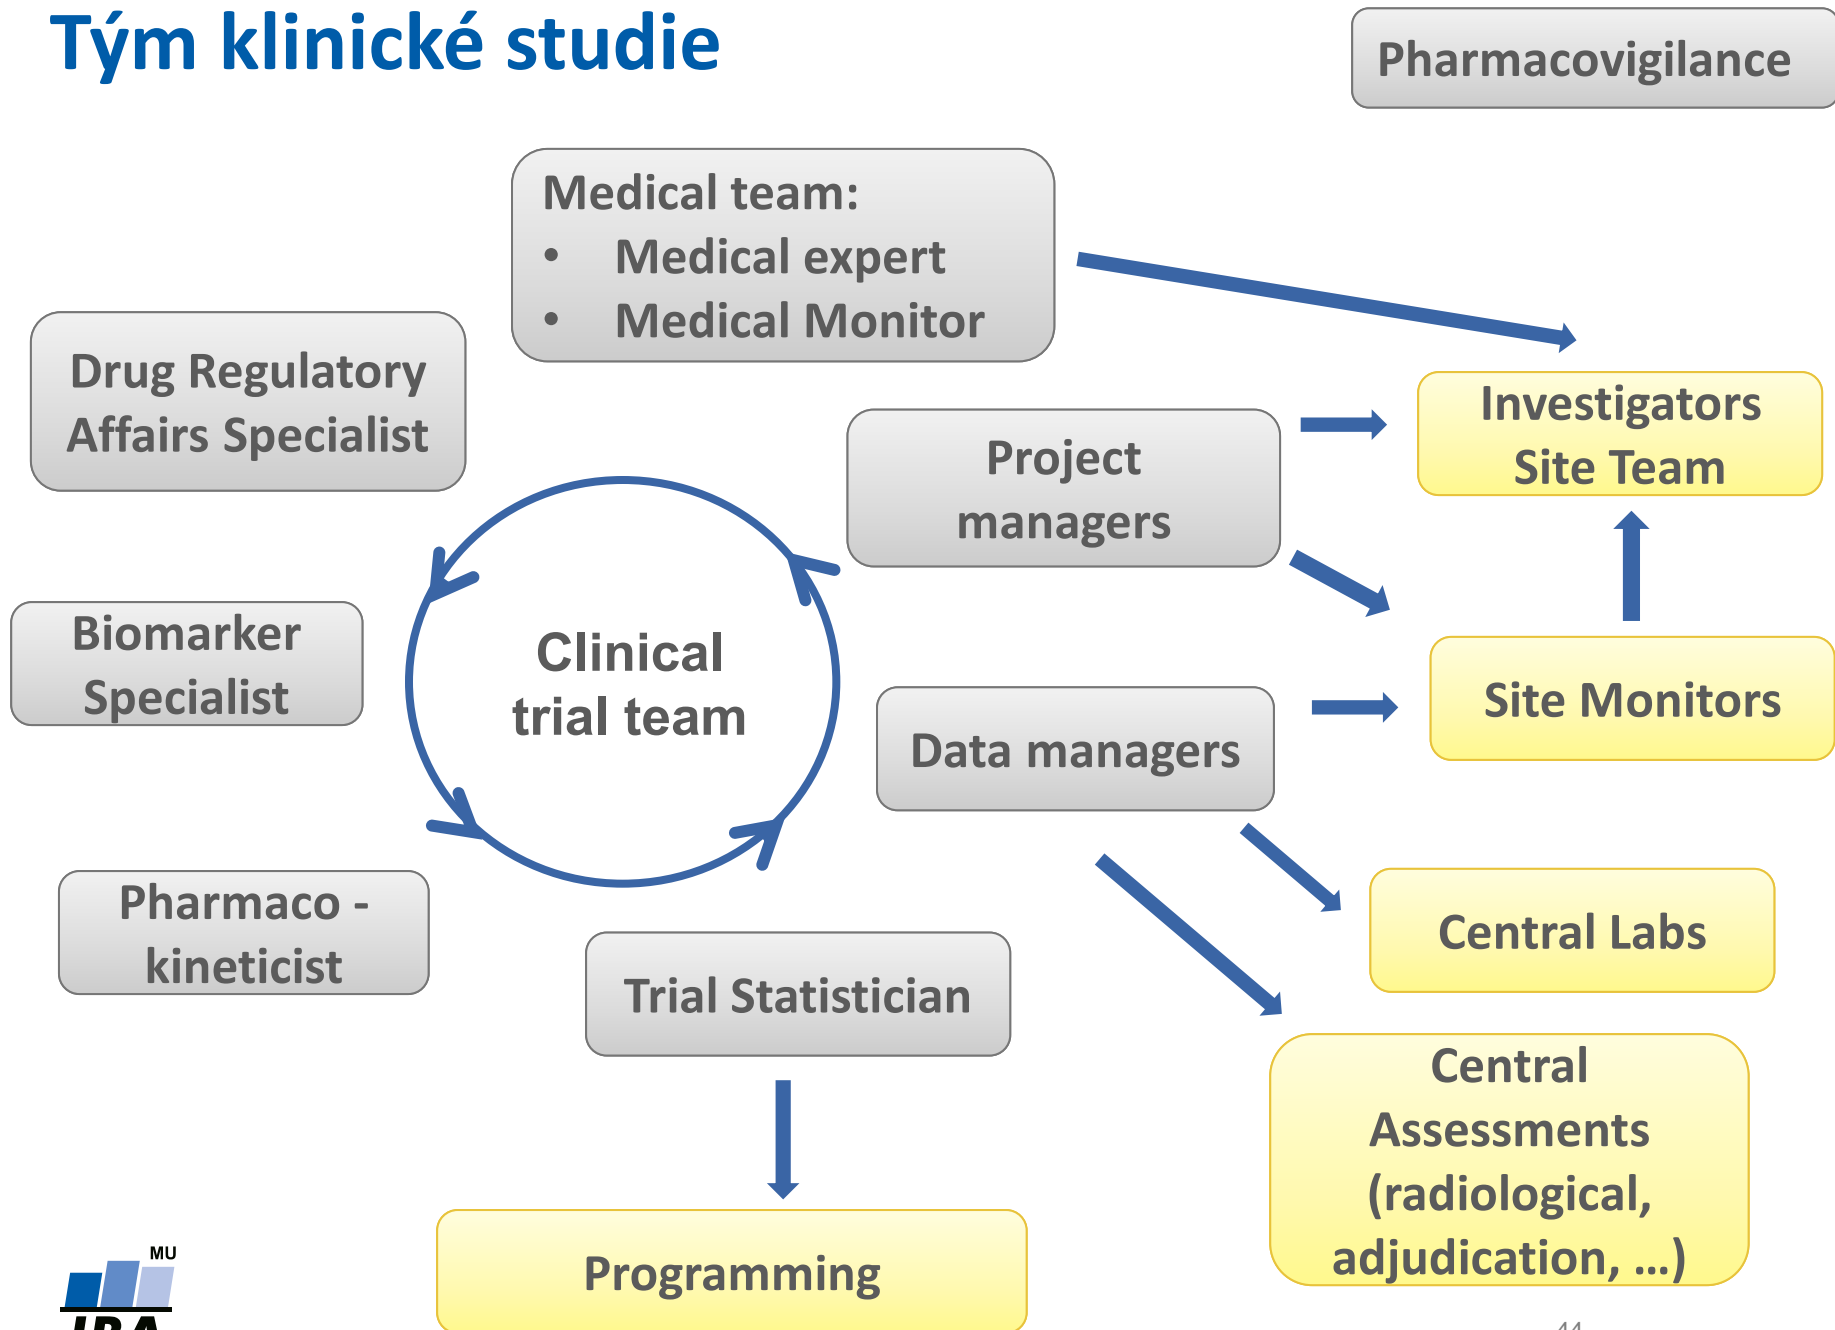 Tým klinické studie
Pharmacovigilance
Medical team:
• Medical expert
• Medical Monitor
Drug Regulatory
Affairs Specialist
Investigators
Site Team
Project
managers
Biomarker
Specialist
Clinical
trial team
Site Monitors
Data managers
Pharmaco -
kineticist
Central Labs
Trial Statistician
Central
Assessments
(radiological,
adjudication, ...)
Programming
MU
IBA
44